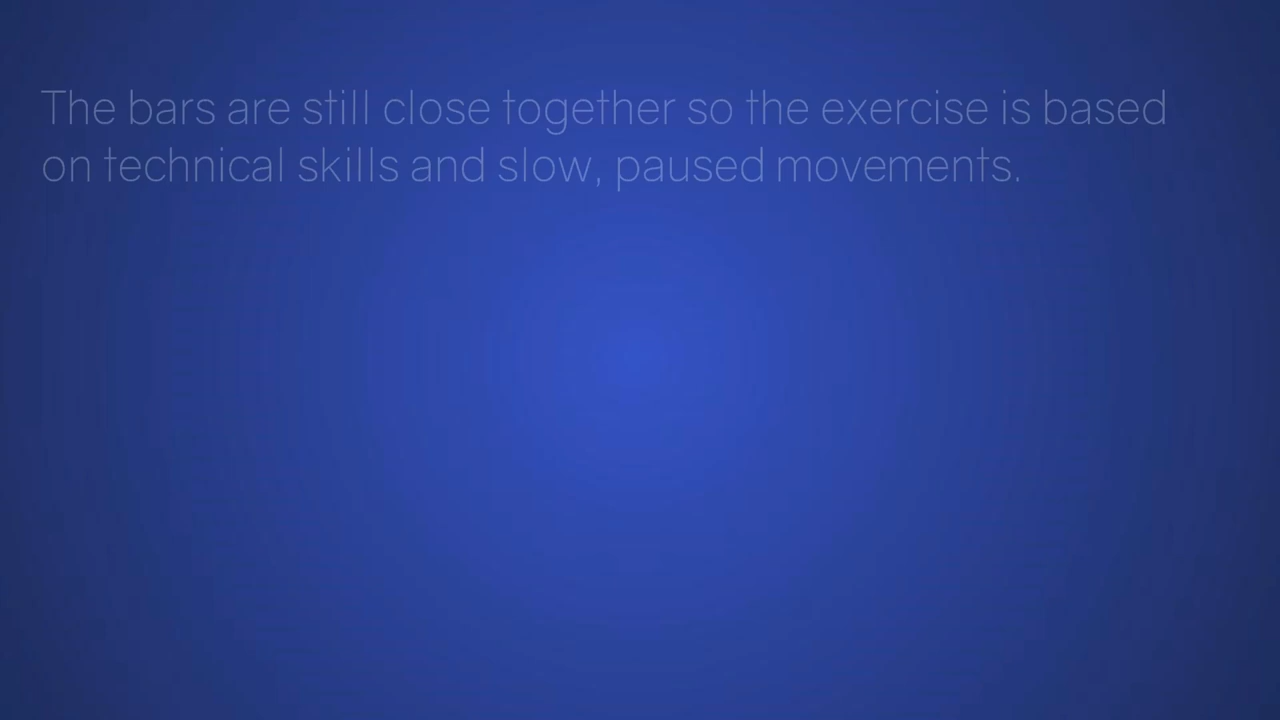 The bars are still close together so the exercise is based
on technical skills and slow, paused movements.